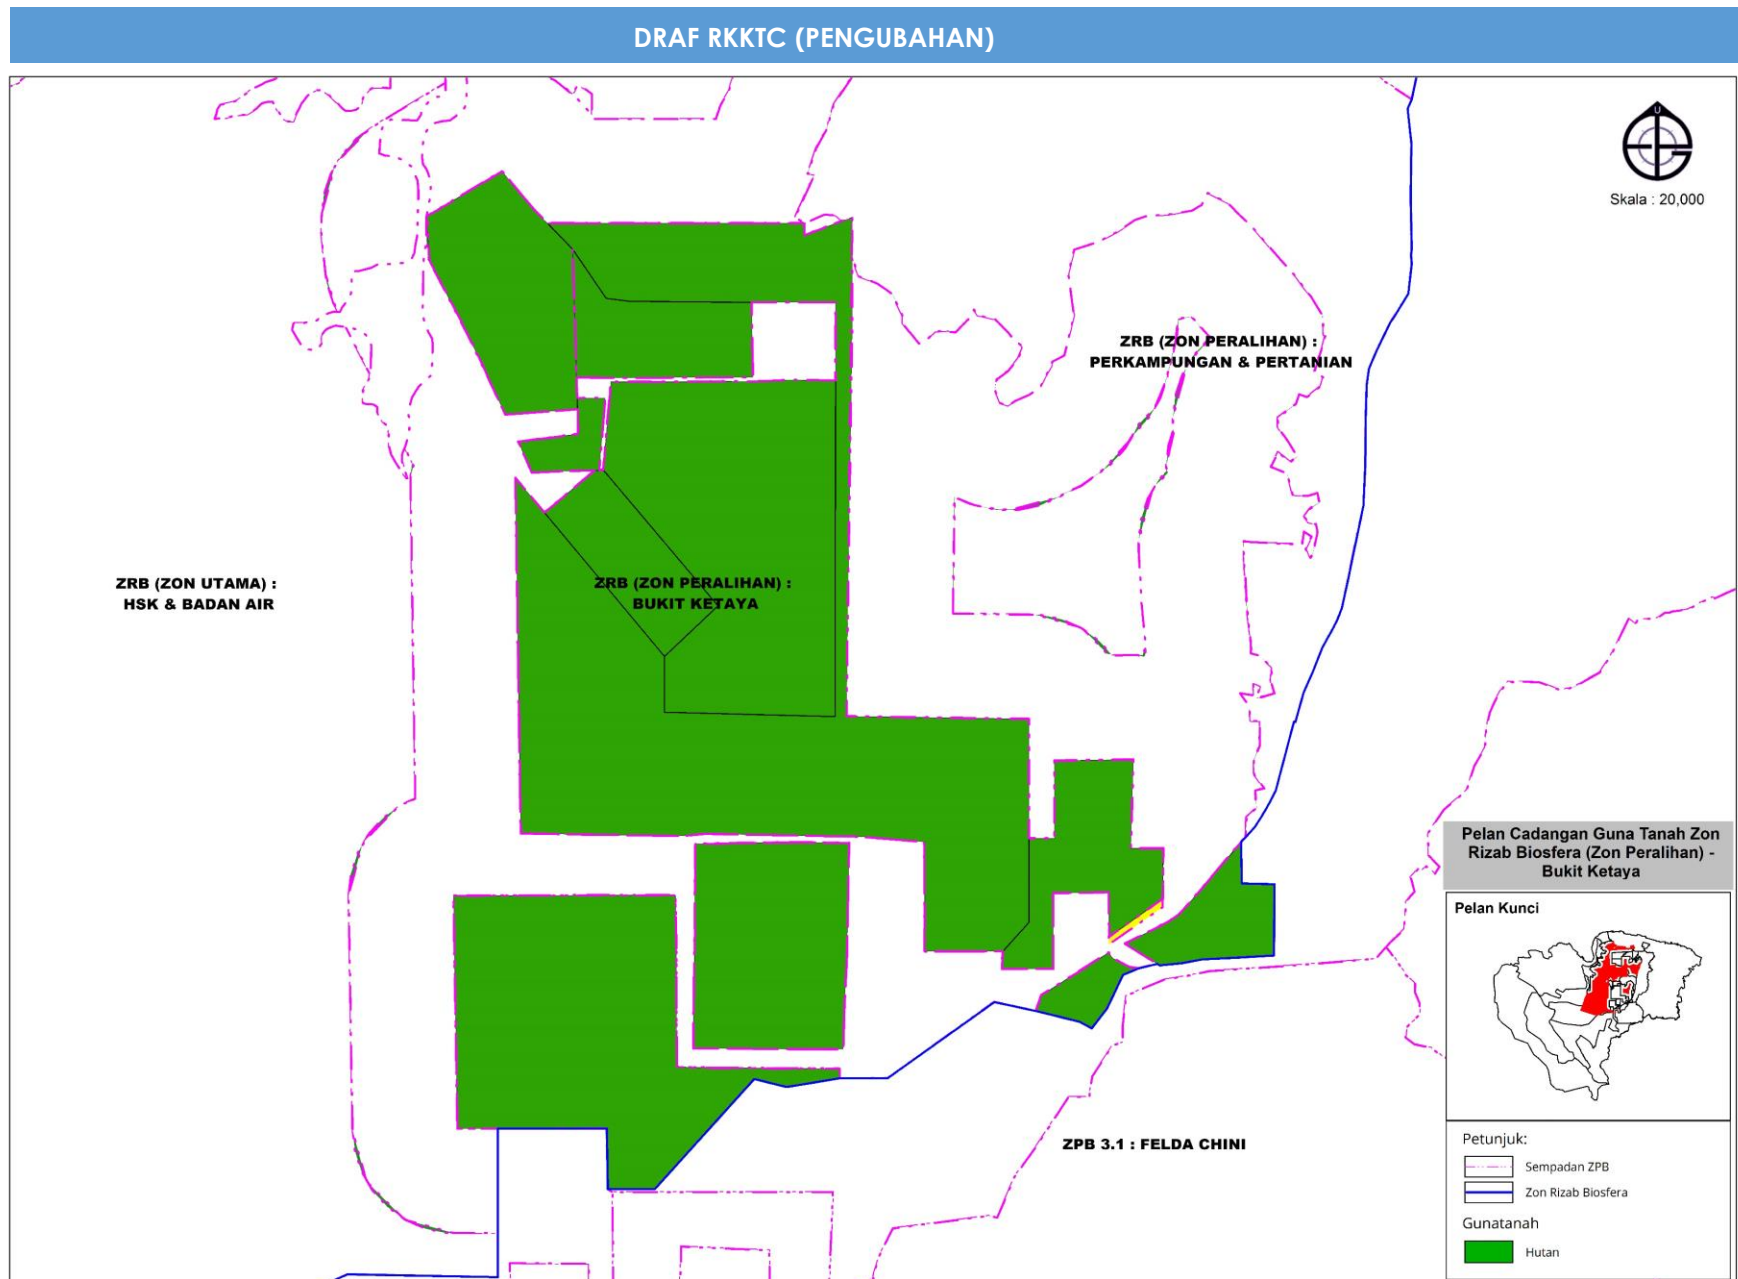 DRAF RKKTC (PENGUBAHAN)
U
Skala : 20,000
ZRB (ZON PERALIHAN) :
PERKAMPUNGAN & PERTANIAN
ZRB (ZON UTAMA) :
HSK & BADAN AIR
ZRB (ZON PERALIHAN) :
BUKIT KETAYA
ZPB 3.1 : FELDA CHINI
Pelan Cadangan Guna Tanah Zon
Rizab Biosfera (Zon Peralihan) -
Bukit Ketaya
Pelan Kunci
Petunjuk:
Sempadan ZPB
Zon Rizab Biosfera
Gunatanah
Hutan